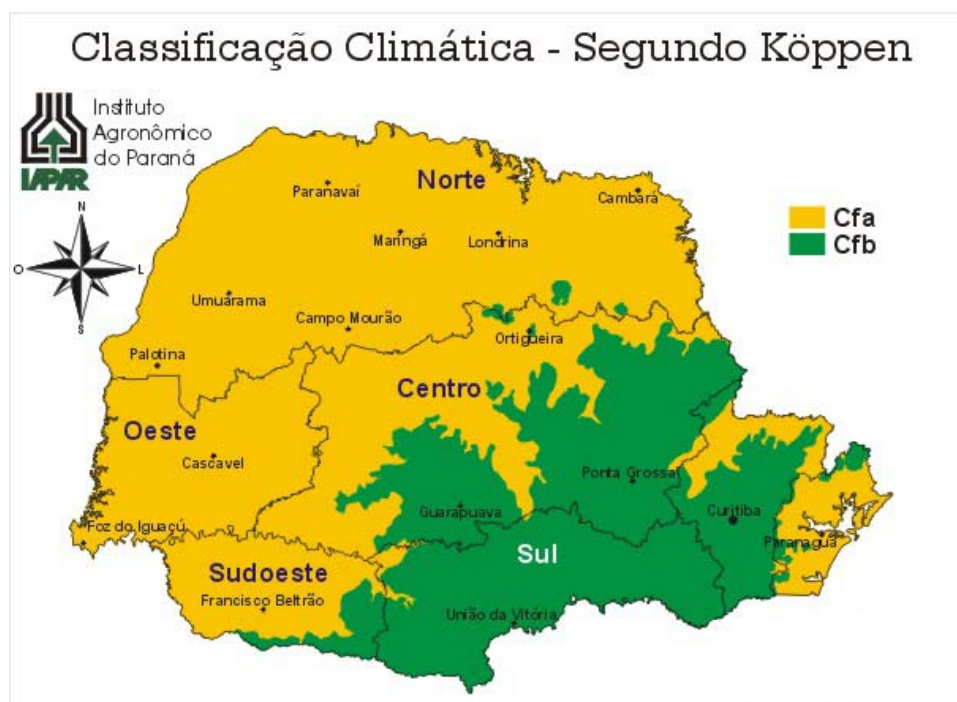 Classificação Climática - Segundo Köppen
Instituto
Agronômico
do Paraná
IAPAR
N
O
L
S
Norte
Paranavaí
Cambará
Maringá
Londrina
Cfa
Cfb
Umuarama
Campo Mourão
Ortigueira
Palotina
Centro
Oeste
Cascavel
Ponta Grossa
Guarapuava
Curitiba
Foz do Iguaçú
Paranaguá
Sul
Sudoeste
Francisco Beltrão
União da Vitória